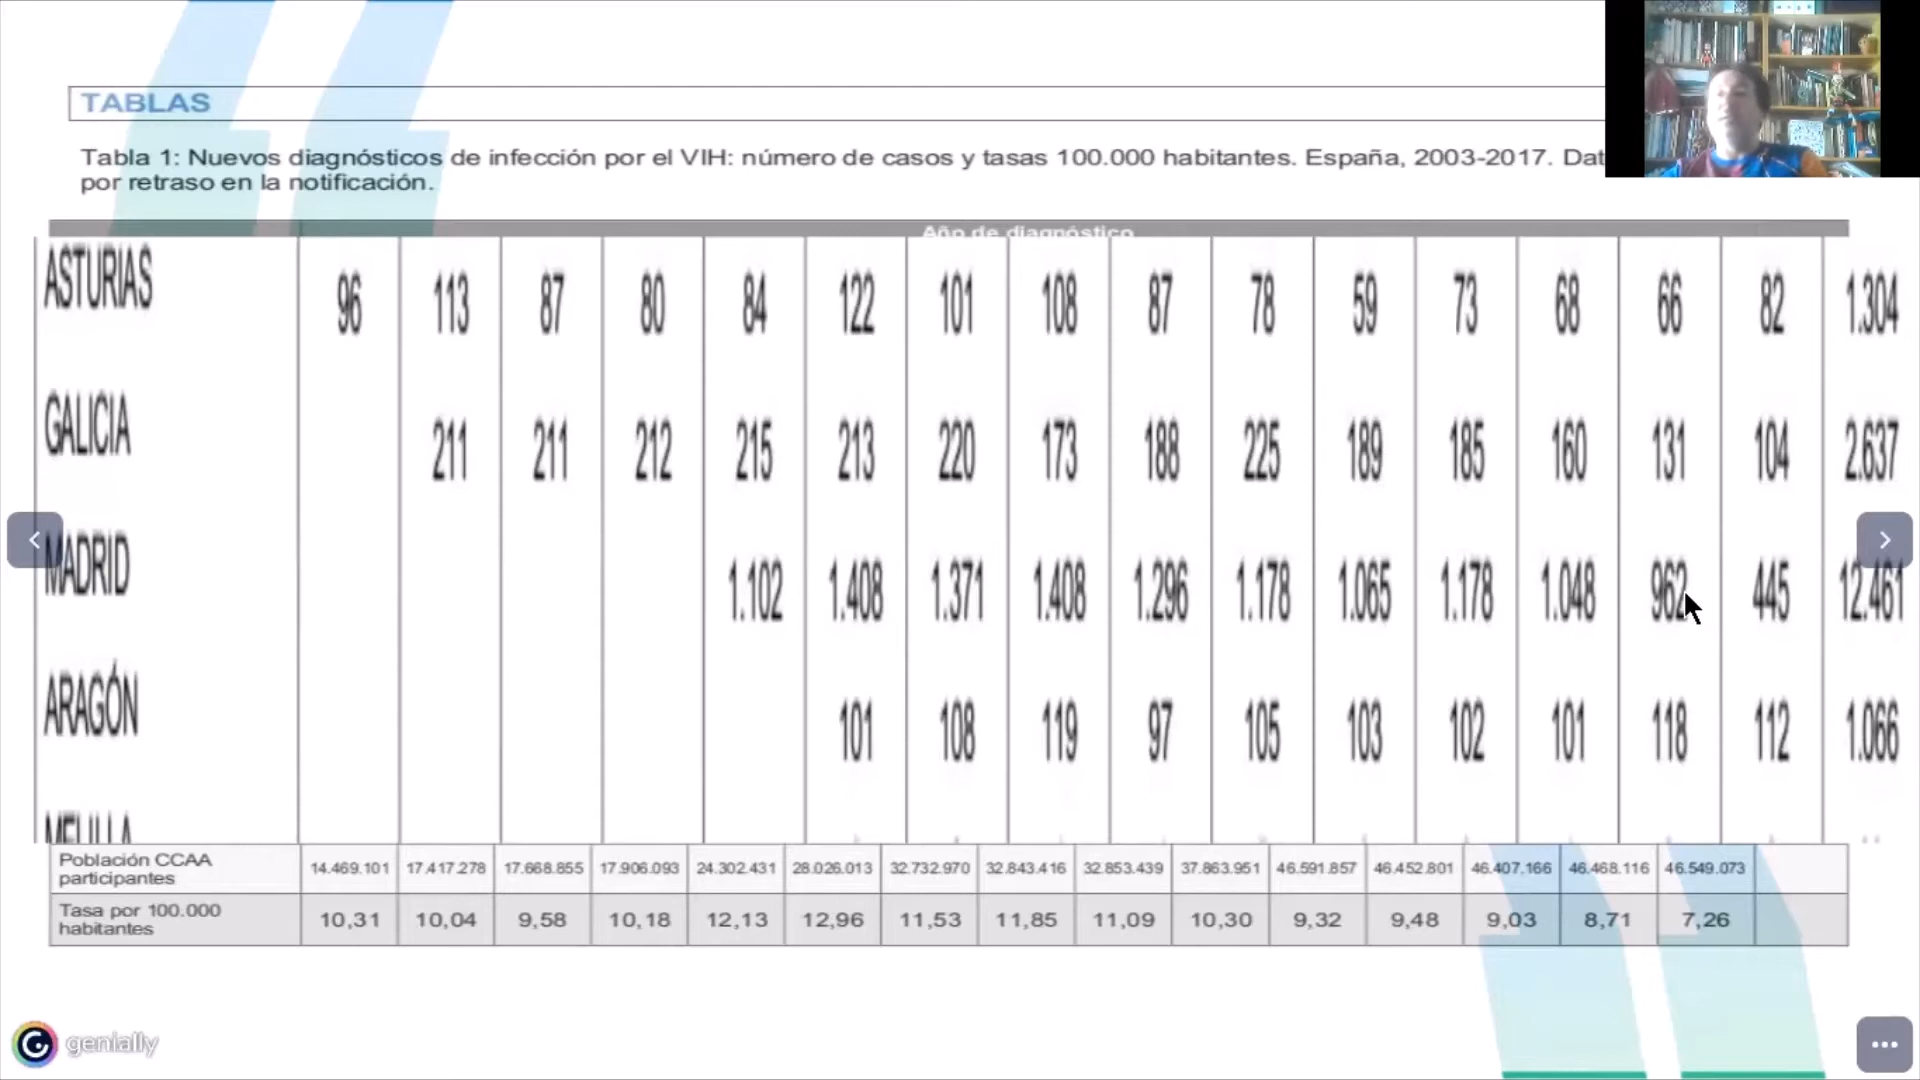 TABLAS
Tabla 1: Nuevos diagnósticos de infección por el VIH: número de casos y tasas 100.000 habitantes. España, 2003-2017.
por retraso en la notificación.
Año de diagnóstico
ASTURIAS 96 113 87 80 84 122 101 108 87 78 59 73 68 66 82 1.304
GALICIA 211 211 212 215 213 220 173 188 225 189 185 160 131 104 2.637
MADRID 1.102 1.408 1.371 1.408 1.296 1.178 1.065 1.178 1.048 962 445 12.461
ARAGÓN 101 108 119 97 105 103 102 101 118 112 1.066
MELILLA
Población CCAA
participantes 14.469.101 17.417.278 17.668.855 17.906.093 24.302.431 28.026.013 32.732.970 32.843.416 32.853.439 37.863.951 46.591.857 46.452.801 46.407.166 46.468.116 46.549.073
Tasa por 100.000
habitantes 10,31 10,04 9,58 10,18 12,13 12,96 11,53 11,85 11,09 10,30 9,32 9,48 9,03 8,71 7,26
genially